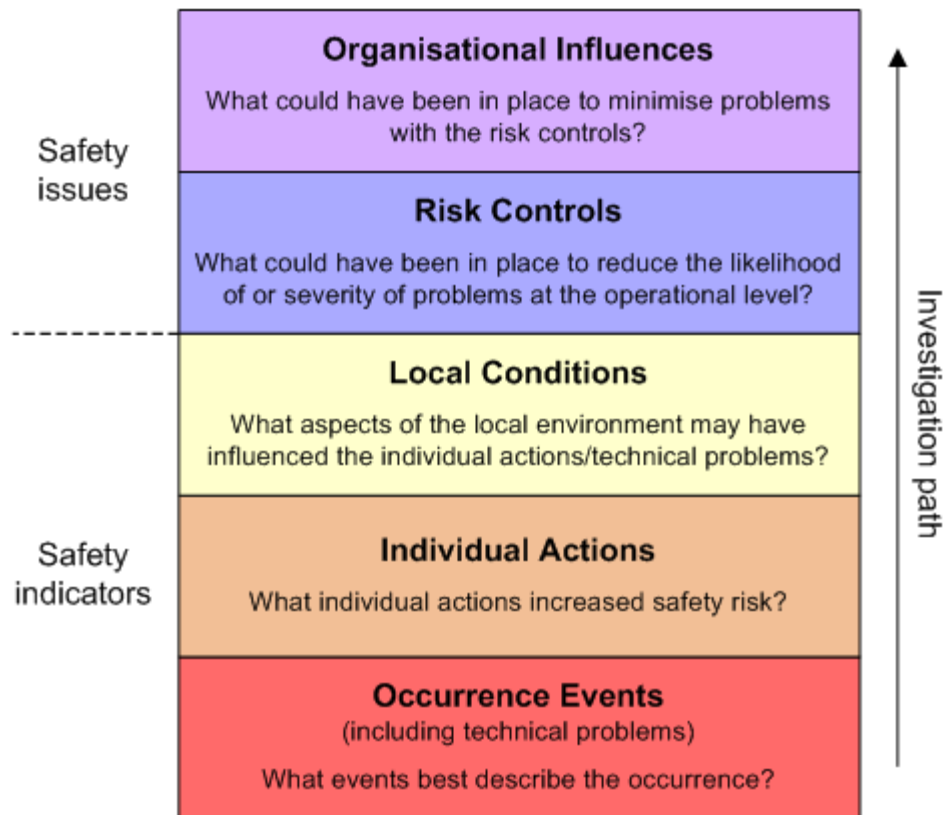 Organisational Influences
What could have been in place to minimise problems
with the risk controls?
Safety
issues
Risk Controls
What could have been in place to reduce the likelihood
of or severity of problems at the operational level?
Local Conditions
What aspects of the local environment may have
influenced the individual actions/technical problems?
Individual Actions
What individual actions increased safety risk?
Safety
indicators
Occurrence Events
(including technical problems)
What events best describe the occurrence?
Investigation path